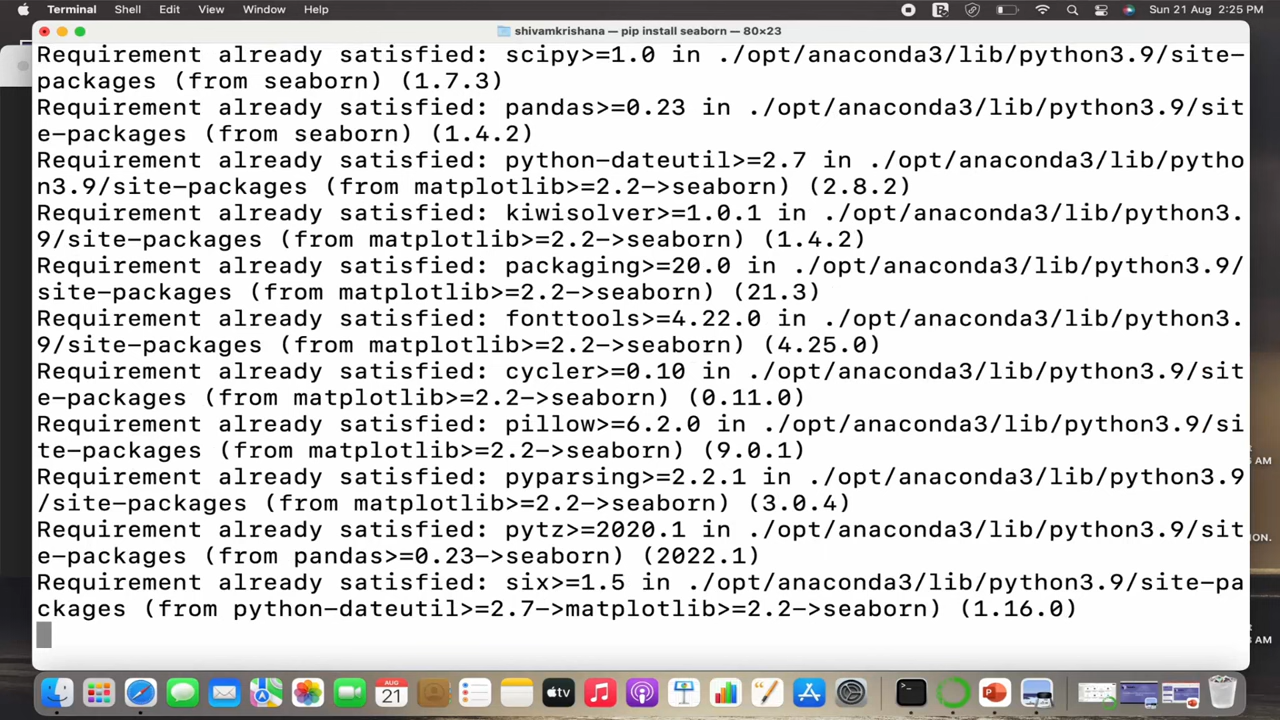 Terminal Shell Edit View Window Help Sun 21 Aug 2:25 PM
shivamkrishana — pip install seaborn — 80×23
Requirement already satisfied: scipy>=1.0 in ./opt/anaconda3/lib/python3.9/site-
packages (from seaborn) (1.7.3)
Requirement already satisfied: pandas>=0.23 in ./opt/anaconda3/lib/python3.9/sit
e-packages (from seaborn) (1.4.2)
Requirement already satisfied: python-dateutil>=2.7 in ./opt/anaconda3/lib/pytho
n3.9/site-packages (from matplotlib>=2.2->seaborn) (2.8.2)
Requirement already satisfied: kiwisolver>=1.0.1 in ./opt/anaconda3/lib/python3.
9/site-packages (from matplotlib>=2.2->seaborn) (1.4.2)
Requirement already satisfied: packaging>=20.0 in ./opt/anaconda3/lib/python3.9/
site-packages (from matplotlib>=2.2->seaborn) (21.3)
Requirement already satisfied: fonttools>=4.22.0 in ./opt/anaconda3/lib/python3.
9/site-packages (from matplotlib>=2.2->seaborn) (4.25.0)
Requirement already satisfied: cycler>=0.10 in ./opt/anaconda3/lib/python3.9/sit
e-packages (from matplotlib>=2.2->seaborn) (0.11.0)
Requirement already satisfied: pillow>=6.2.0 in ./opt/anaconda3/lib/python3.9/si
te-packages (from matplotlib>=2.2->seaborn) (9.0.1)
Requirement already satisfied: pyparsing>=2.2.1 in ./opt/anaconda3/lib/python3.9
/site-packages (from matplotlib>=2.2->seaborn) (3.0.4)
Requirement already satisfied: pytz>=2020.1 in ./opt/anaconda3/lib/python3.9/sit
e-packages (from pandas>=0.23->seaborn) (2022.1)
Requirement already satisfied: six>=1.5 in ./opt/anaconda3/lib/python3.9/site-pa
ckages (from python-dateutil>=2.7->matplotlib>=2.2->seaborn) (1.16.0)
AM
ION.
AM
AUG
21
tv